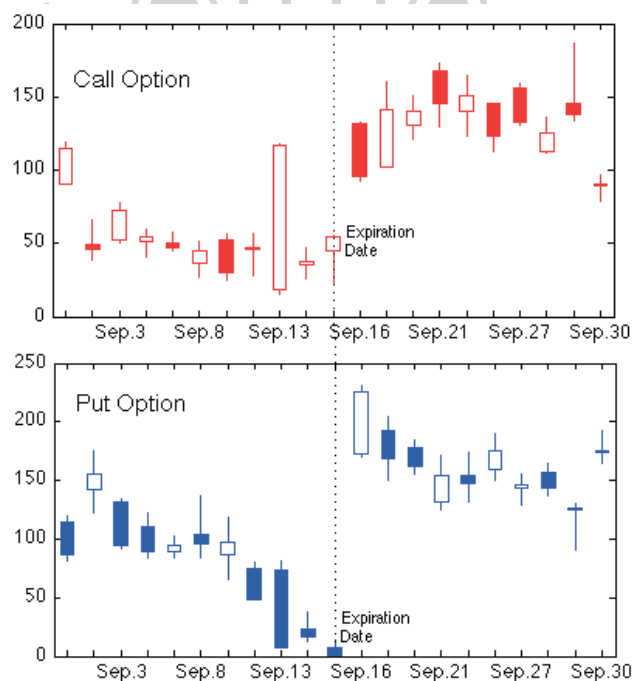 200
Call Option
150
100
50
Expiration
Date
0
Sep.3 Sep.8 Sep.13 Sep.16 Sep.21 Sep.27 Sep.30
250
Put Option
200
150
100
50
Expiration
Date
0
Sep.3 Sep.8 Sep.13 Sep.16 Sep.21 Sep.27 Sep.30